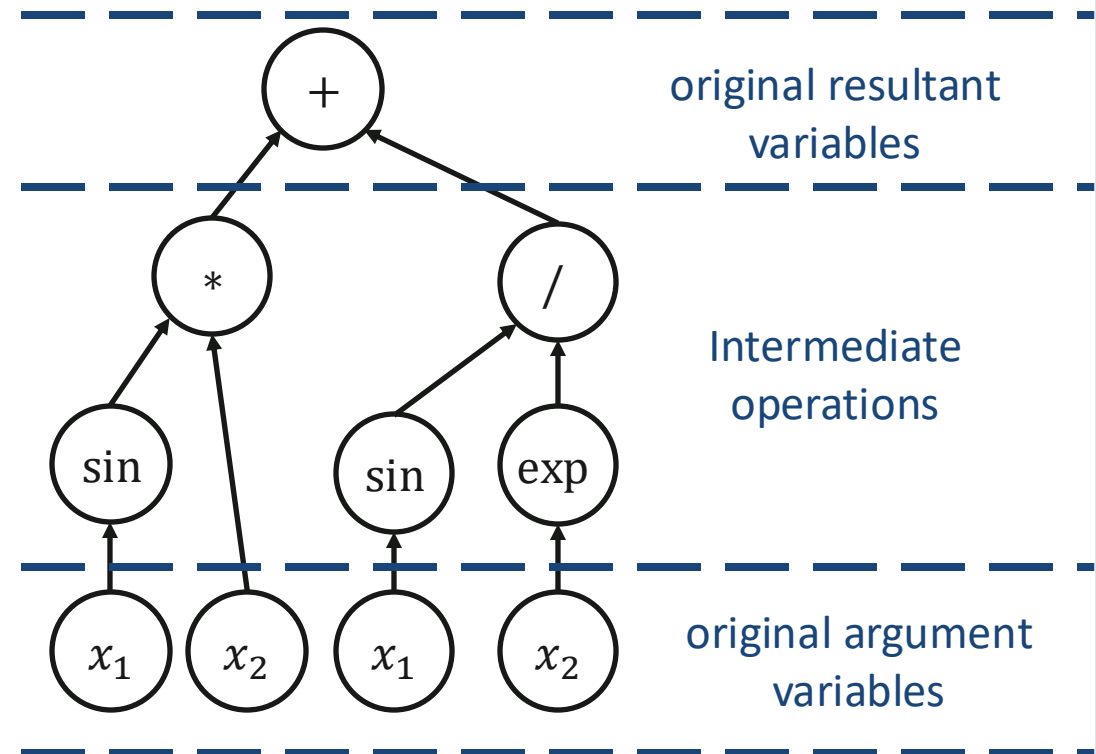 +
original resultant
variables
*
/
Intermediate
operations
sin
sin
exp
x₁
x₂
x₁
x₂
original argument
variables